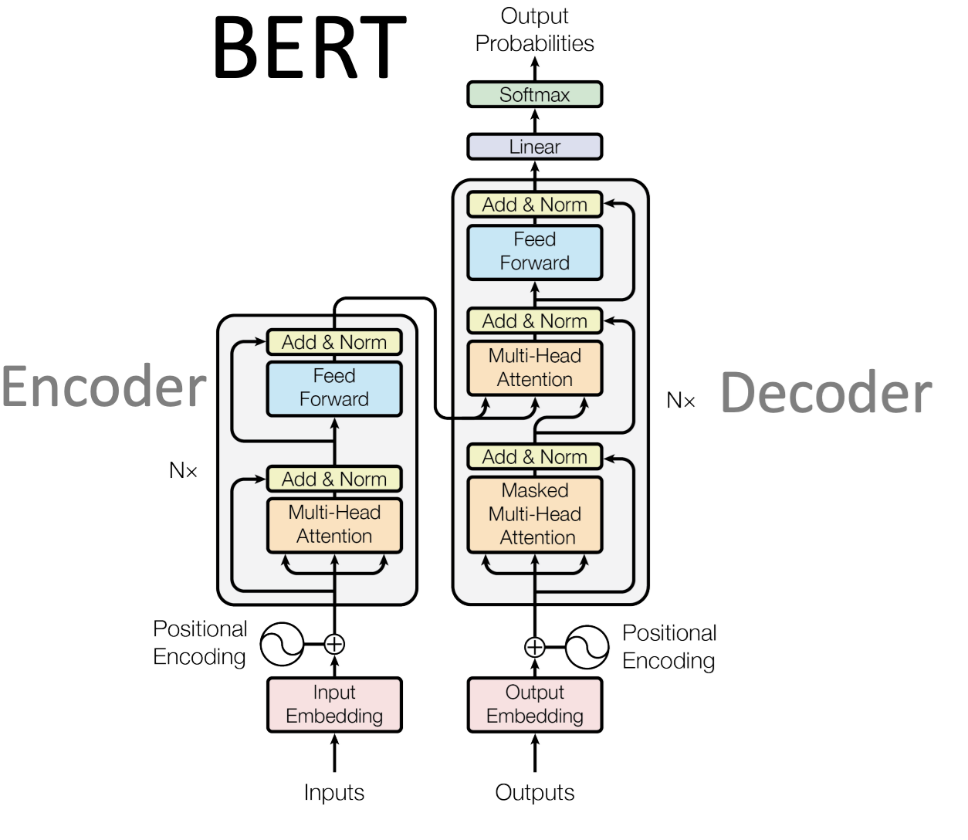 BERT
Output
Probabilities
Softmax
Linear
Add & Norm
Feed
Forward
Add & Norm
Multi-Head
Attention
Add & Norm
Masked
Multi-Head
Attention
Nx
Decoder
Encoder
Nx
Add & Norm
Feed
Forward
Add & Norm
Multi-Head
Attention
Positional
Encoding
Positional
Encoding
Input
Embedding
Output
Embedding
Inputs
Outputs